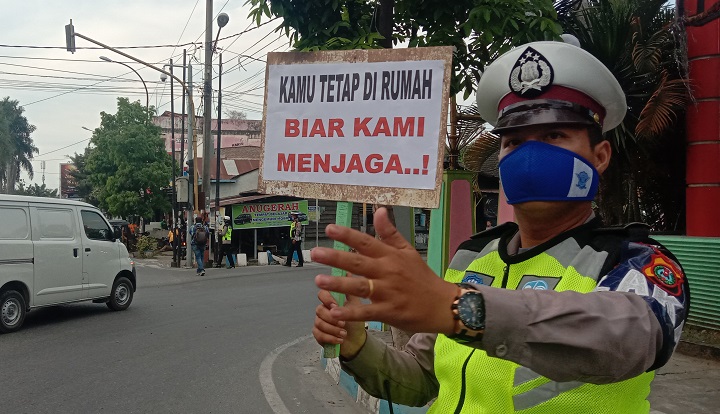 KAMU TETAP DI RUMAH
BIAR KAMI
MENJAGA..!
ANUGERAH